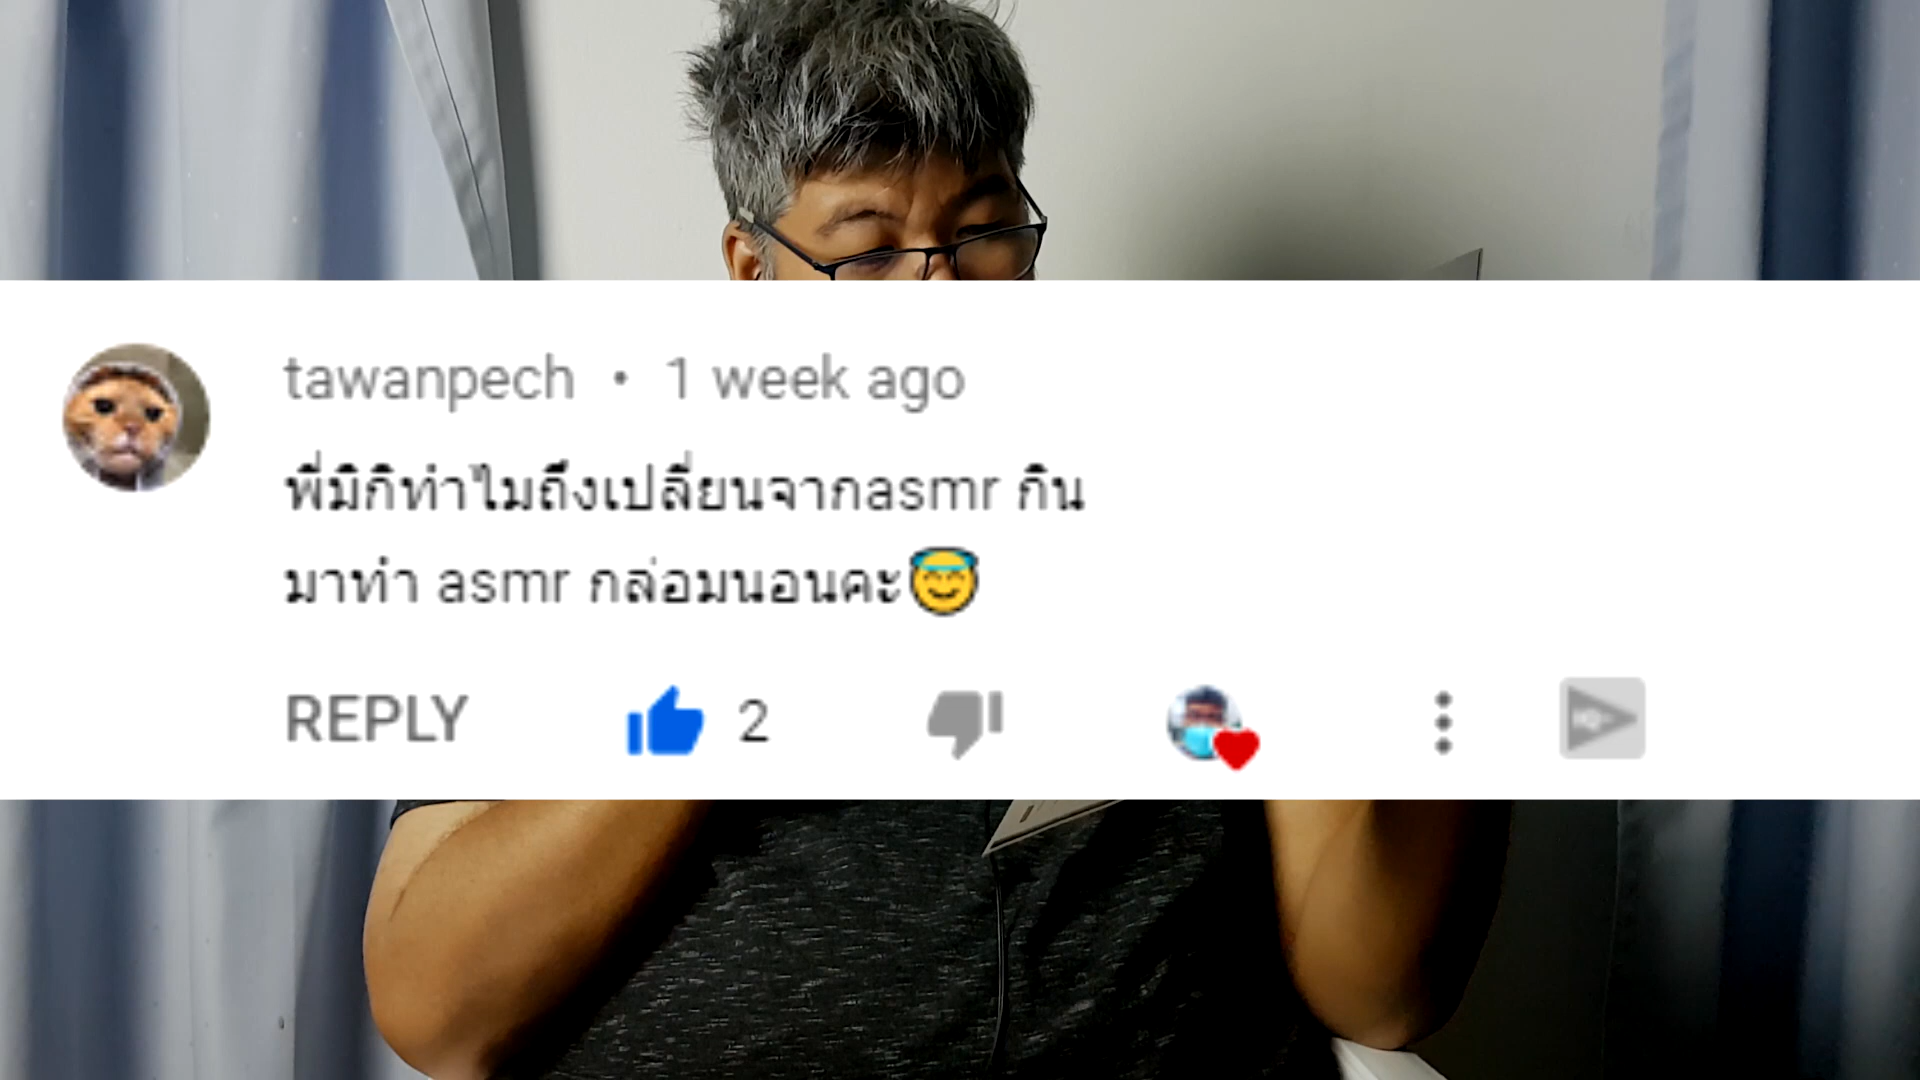 tawanpech • 1 week ago
พี่มิกิทำไมถึงเปลี่ยนจากasmr กิน
มาทำ asmr กล่อมนอนคะ😇
REPLY 2